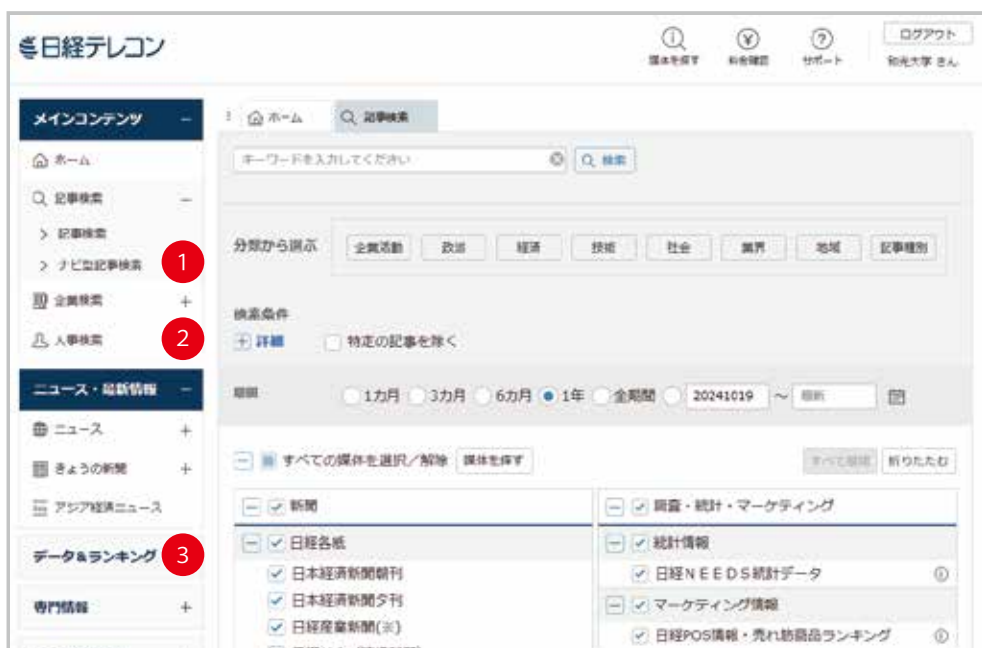 日経テレコン
媒体を探す 料金確認 サポート
ログアウト
和光大学 さん
メインコンテンツ −
ホーム
記事検索 −
> 記事検索
> ナビ型記事検索 1
企業検索 +
人事検索 2
ニュース・最新情報 −
ニュース +
きょうの新聞 +
アジア経済ニュース
データ&ランキング 3
専門情報 +
ホーム 記事検索
キーワードを入力してください 検索
分類から選ぶ 企業活動 政治 経済 技術 社会 業界 地域 記事種別
検索条件
+ 詳細 特定の記事を除く
期間 1カ月 3カ月 6カ月 1年 全期間 20241019 ~ 最新
すべての媒体を選択/解除 媒体を探す すべて展開 折りたたむ
新聞
日経各紙
日本経済新聞朝刊
日本経済新聞夕刊
日経産業新聞(※)
調査・統計・マーケティング
統計情報
日経NEEDS統計データ
マーケティング情報
日経POS情報・売れ筋商品ランキング